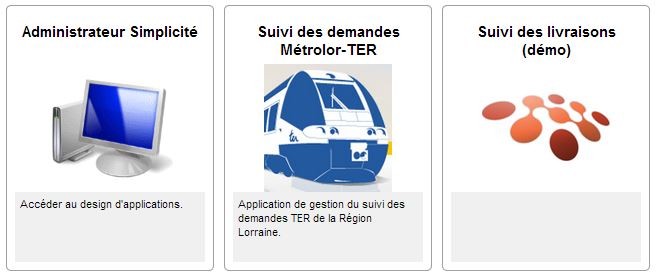 Administrateur Simplicité
Accéder au design d'applications.
Suivi des demandes
Métrolor-TER
ter
Application de gestion du suivi des
demandes TER de la Région
Lorraine.
Suivi des livraisons
(démo)